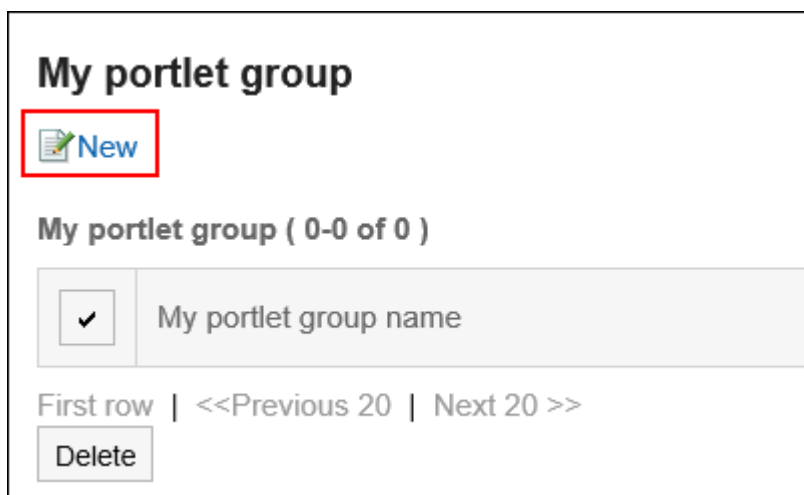 My portlet group
New
My portlet group ( 0-0 of 0 )
My portlet group name
First row | <<Previous 20 | Next 20 >>
Delete